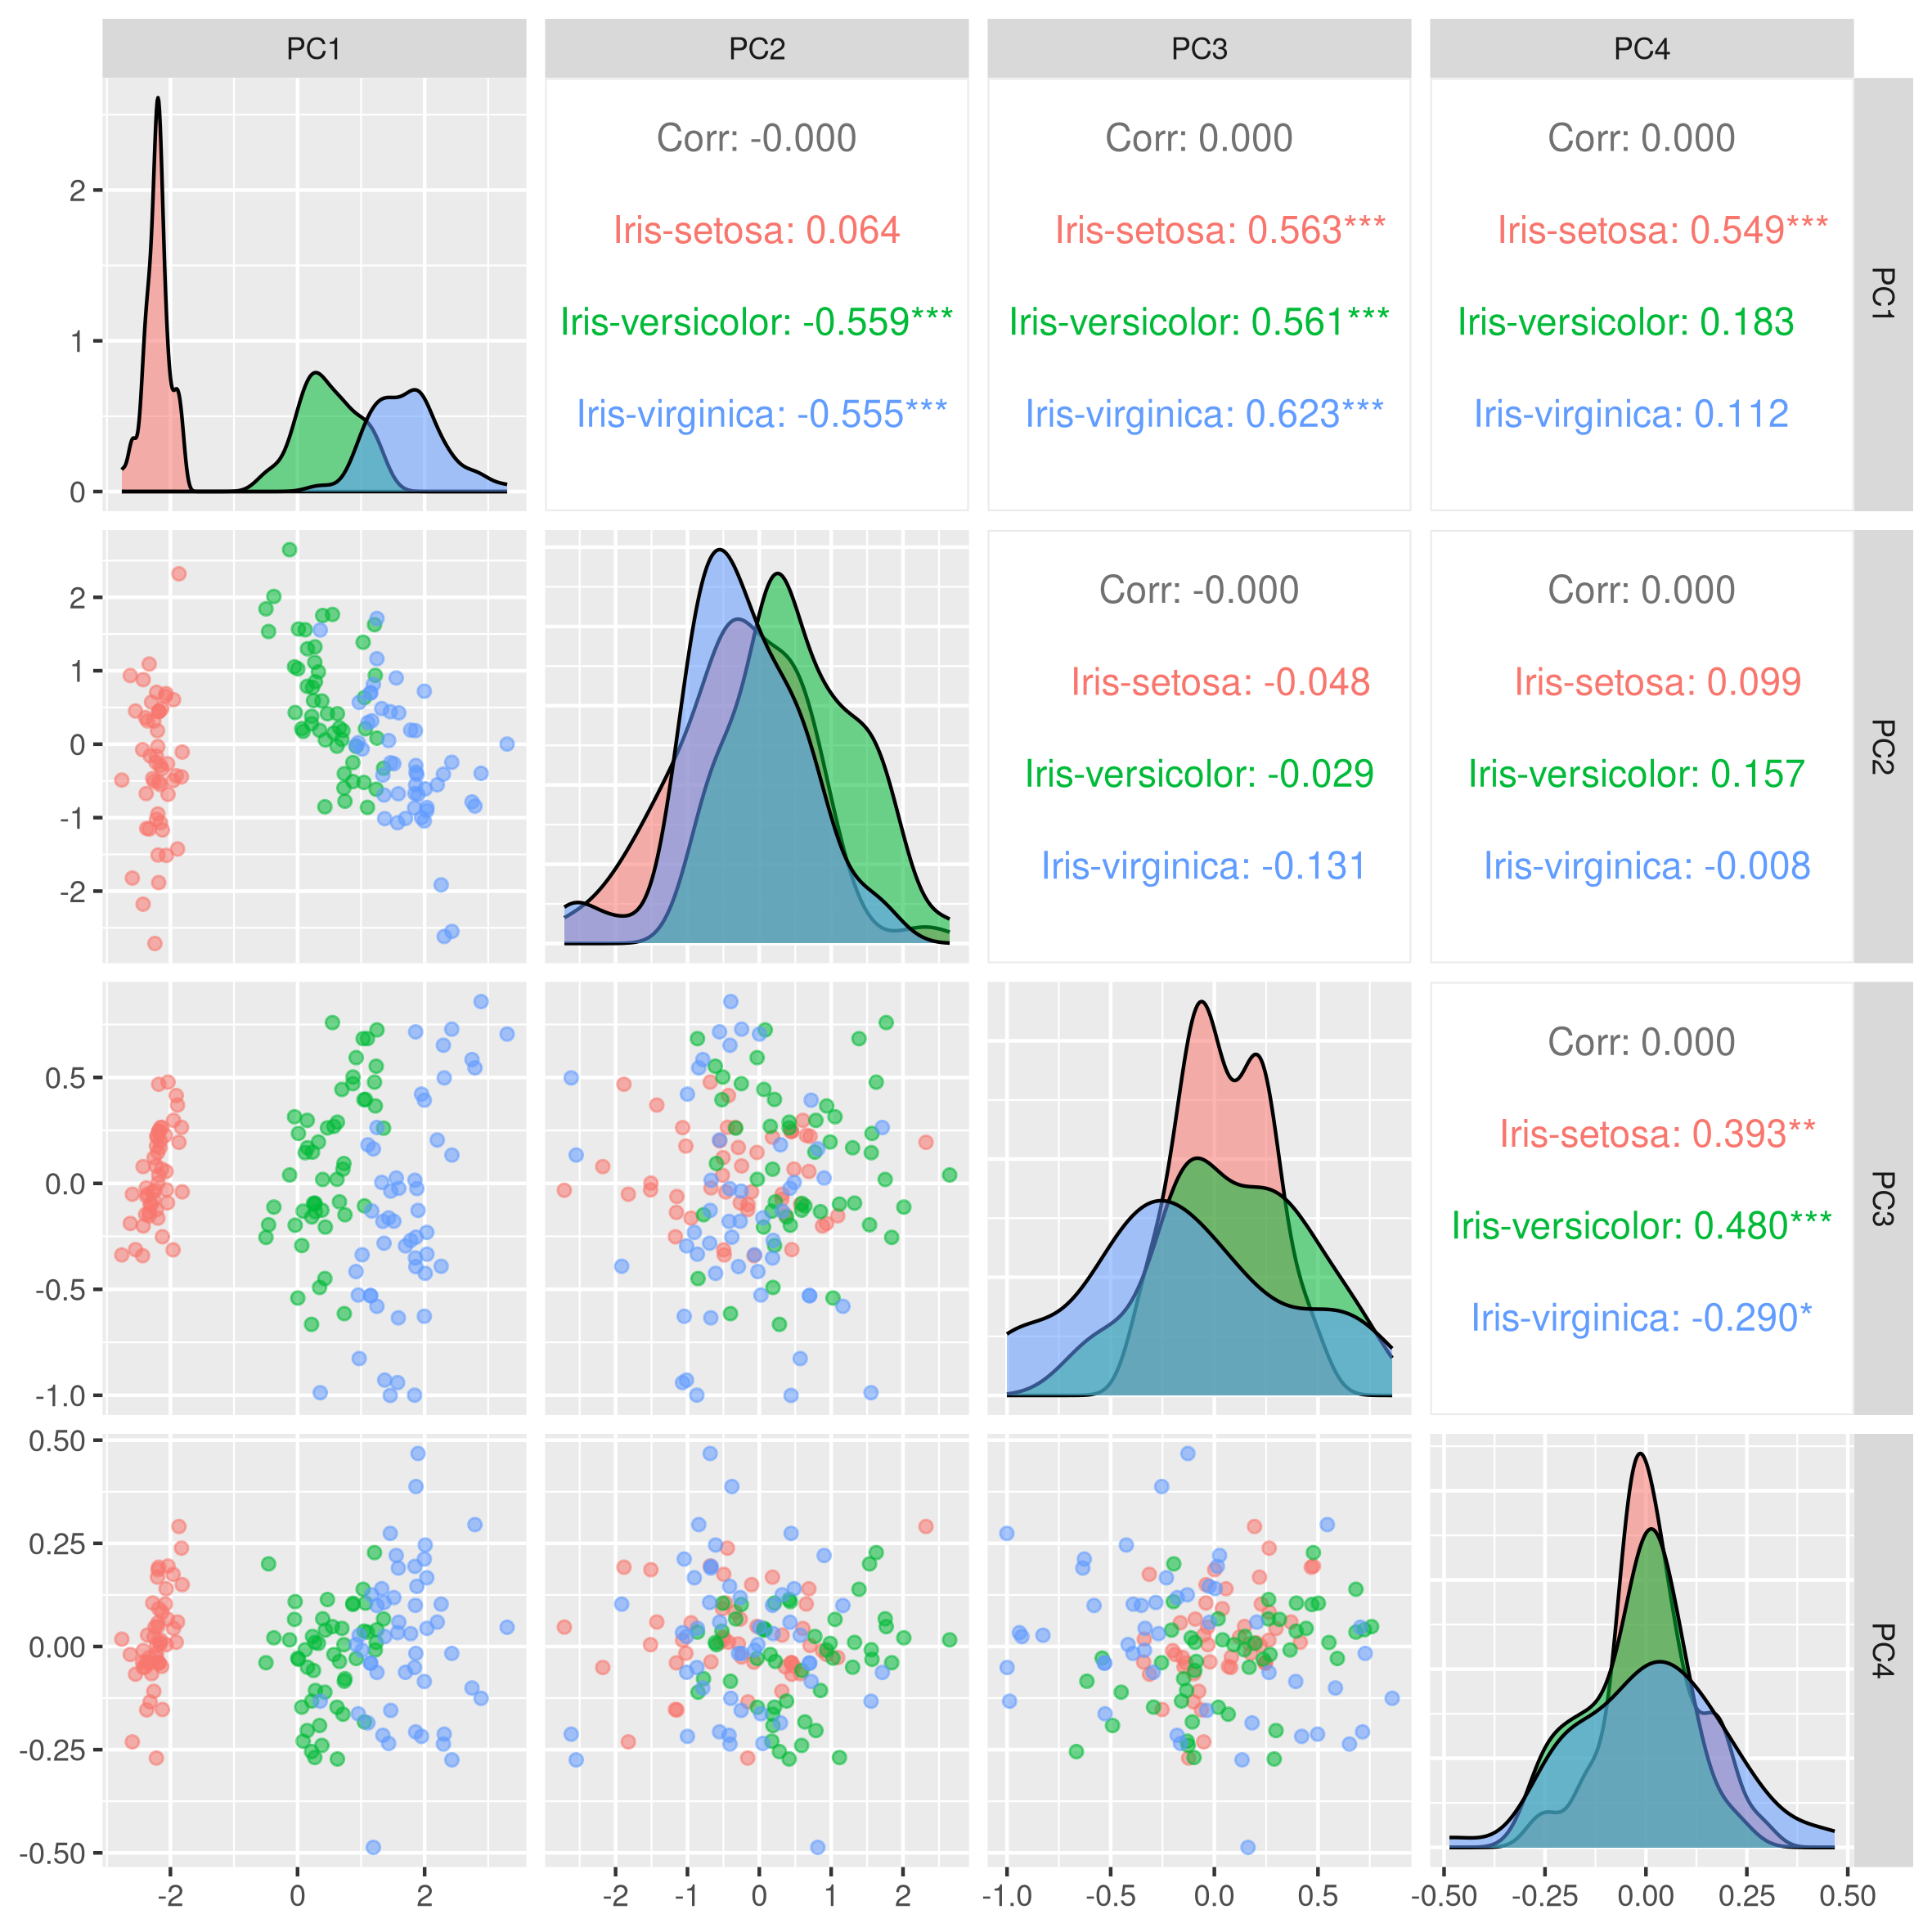 PC1 PC2 PC3 PC4
Corr: -0.000
Iris-setosa: 0.064
Iris-versicolor: -0.559***
Iris-virginica: -0.555***
Corr: 0.000
Iris-setosa: 0.563***
Iris-versicolor: 0.561***
Iris-virginica: 0.623***
Corr: 0.000
Iris-setosa: 0.549***
Iris-versicolor: 0.183
Iris-virginica: 0.112
PC1
2
1
0
Corr: -0.000
Iris-setosa: -0.048
Iris-versicolor: -0.029
Iris-virginica: -0.131
Corr: 0.000
Iris-setosa: 0.099
Iris-versicolor: 0.157
Iris-virginica: -0.008
PC2
2
1
0
-1
-2
Corr: 0.000
Iris-setosa: 0.393**
Iris-versicolor: 0.480***
Iris-virginica: -0.290*
PC3
0.5
0.0
-0.5
-1.0
PC4
0.50
0.25
0.00
-0.25
-0.50
-2 0 2
-2 -1 0 1 2
-1.0 -0.5 0.0 0.5
-0.50 -0.25 0.00 0.25 0.50